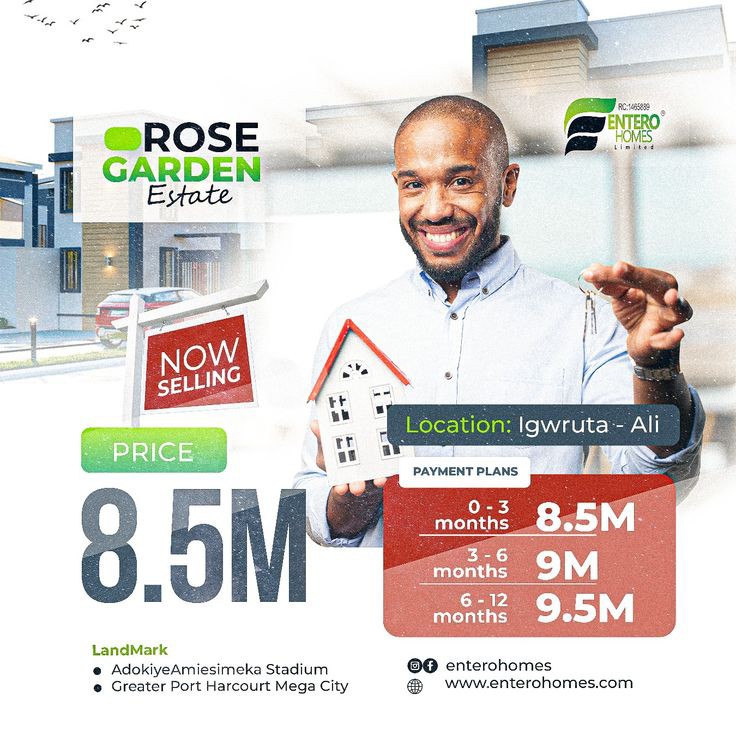 ROSE
GARDEN
Estate
RC:1465889
ENTERO®
HOMES
Limited
NOW
SELLING
PRICE
8.5M
Location: Igwruta - Ali
PAYMENT PLANS
0 - 3
months 8.5M
3 - 6
months 9M
6 - 12
months 9.5M
LandMark
• AdokiyeAmiesimeka Stadium
• Greater Port Harcourt Mega City
enterohomes
www.enterohomes.com